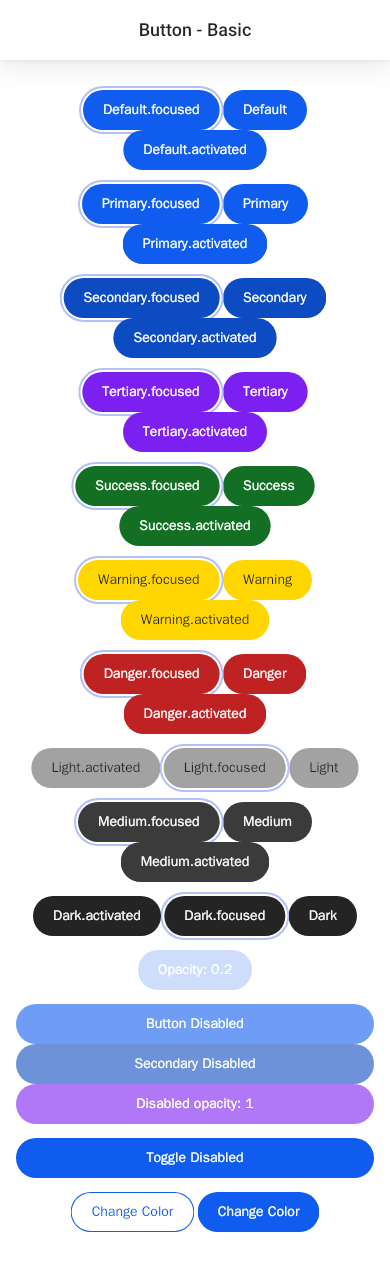 Button - Basic
Default.focused Default
Default.activated
Primary.focused Primary
Primary.activated
Secondary.focused Secondary
Secondary.activated
Tertiary.focused Tertiary
Tertiary.activated
Success.focused Success
Success.activated
Warning.focused Warning
Warning.activated
Danger.focused Danger
Danger.activated
Light.activated Light.focused Light
Medium.focused Medium
Medium.activated
Dark.activated Dark.focused Dark
Opacity: 0.2
Button Disabled
Secondary Disabled
Disabled opacity: 1
Toggle Disabled
Change Color Change Color